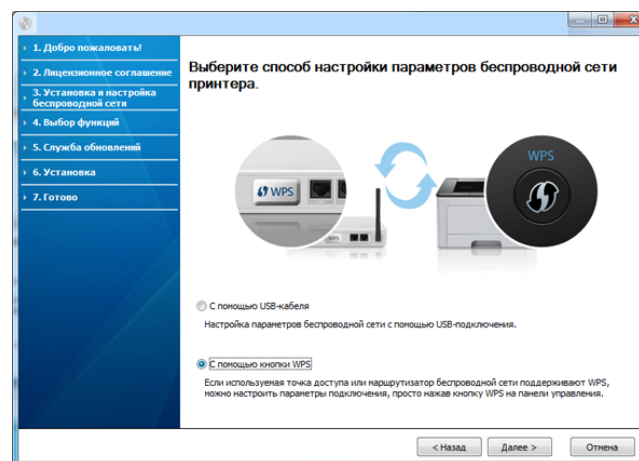 1. Добро пожаловать!
2. Лицензионное соглашение
3. Установка и настройка
беспроводной сети
4. Выбор функций
5. Служба обновлений
6. Установка
7. Готово
Выберите способ настройки параметров беспроводной сети
принтера.
WPS
WPS
WPS
С помощью USB-кабеля
Настройка параметров беспроводной сети с помощью USB-подключения.
С помощью кнопки WPS
Если используемая точка доступа или маршрутизатор беспроводной сети поддерживают WPS,
можно настроить параметры подключения, просто нажав кнопку WPS на панели управления.
< Назад
Далее >
Отмена